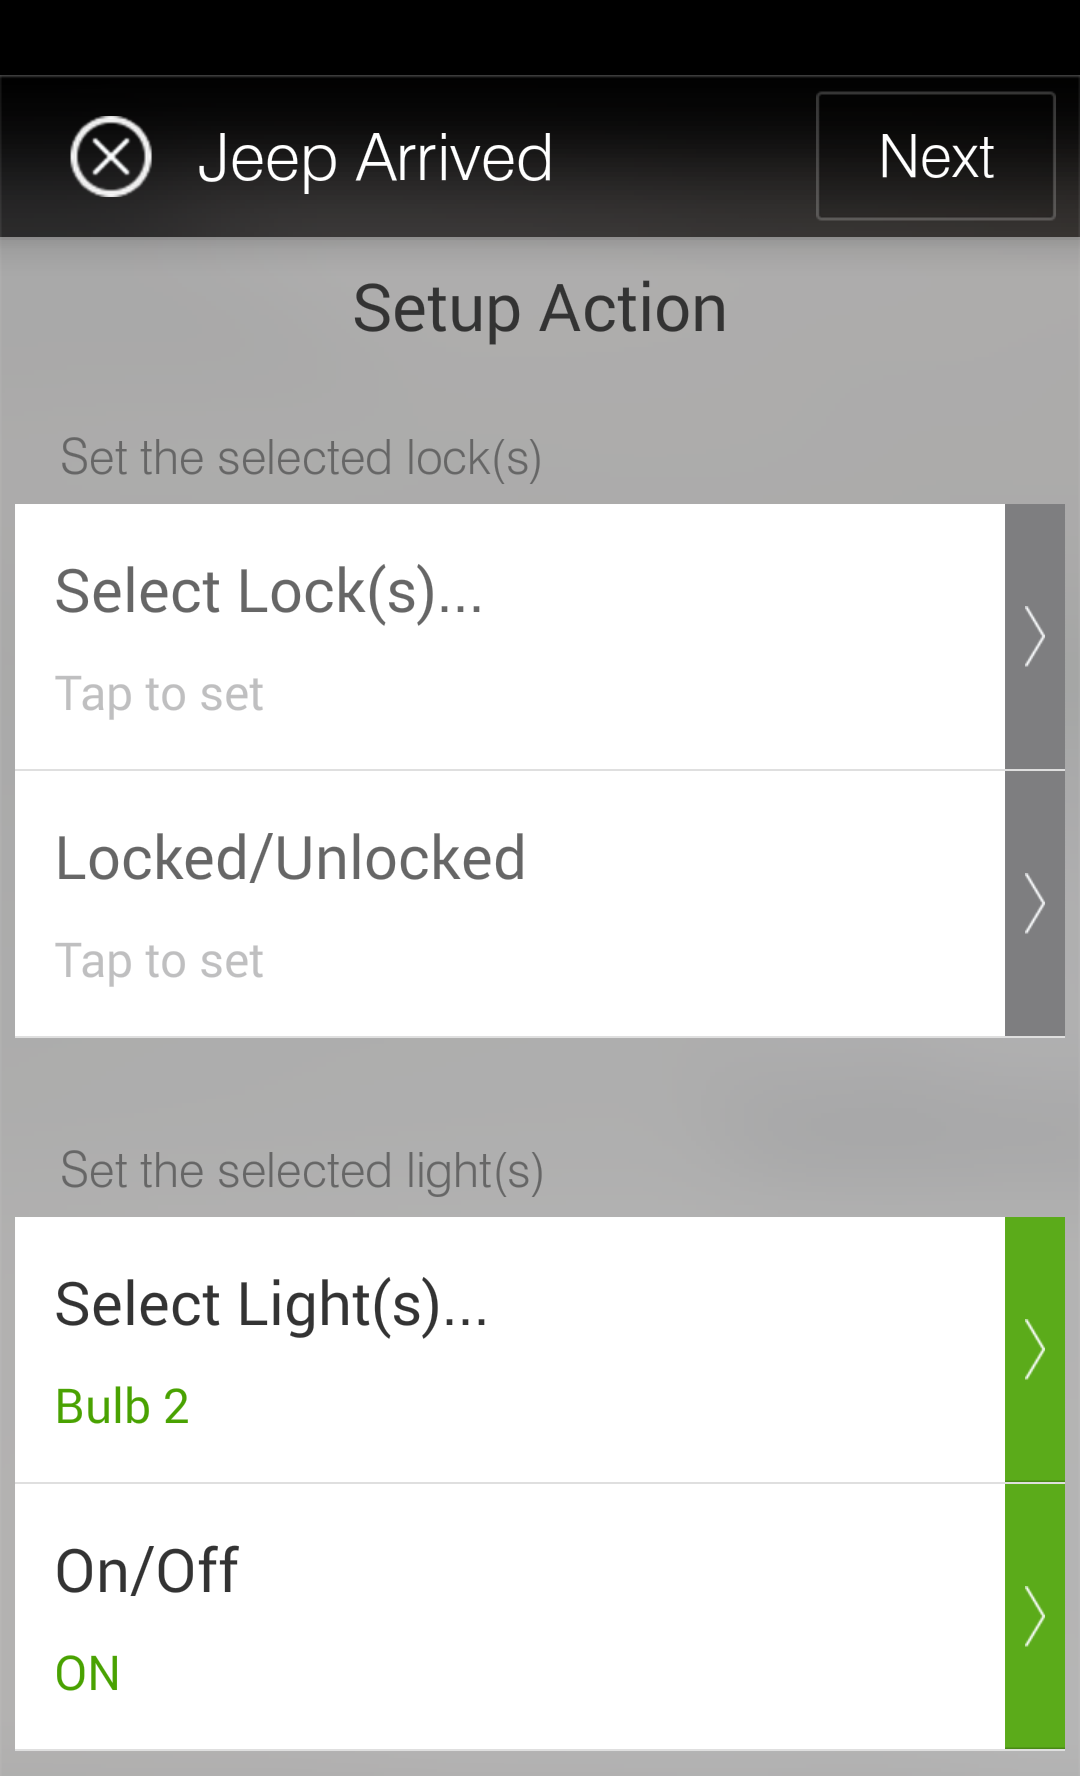 Jeep Arrived
Next
Setup Action
Set the selected lock(s)
Select Lock(s)...
Tap to set
Locked/Unlocked
Tap to set
Set the selected light(s)
Select Light(s)...
Bulb 2
On/Off
ON